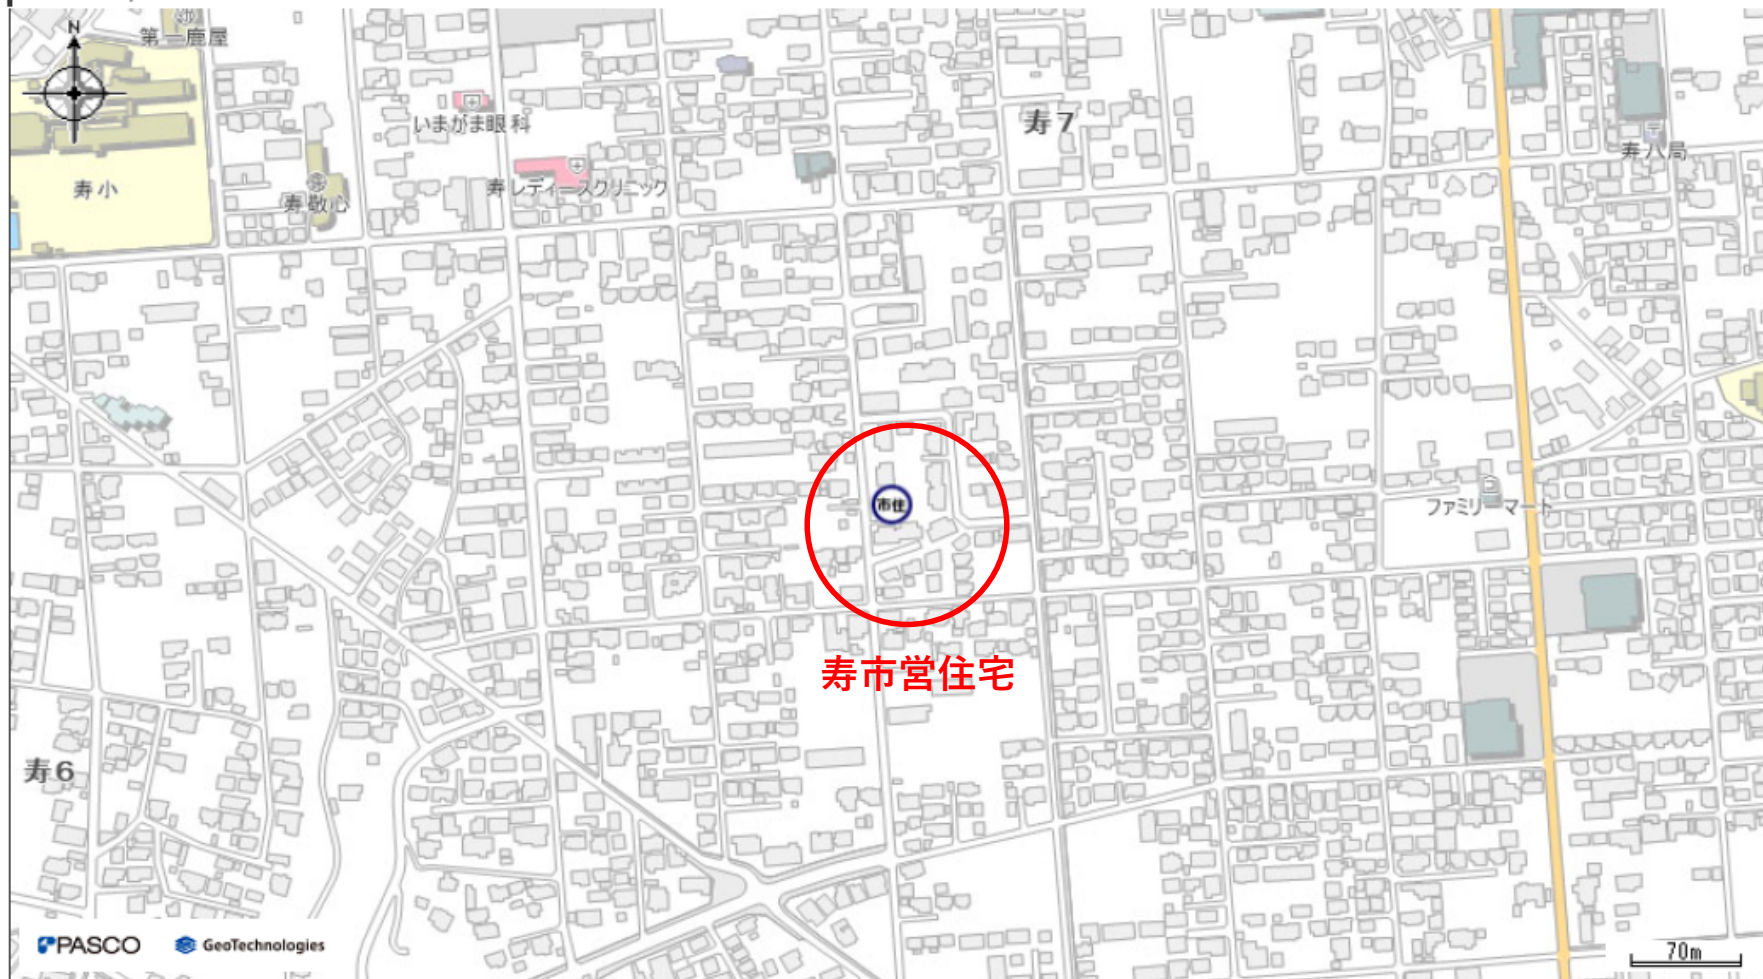 N
第一鹿屋
いまがま眼科
寿7
寿小
寿レディースクリニック
寿敬心
寿八局
市住
ファミリーマート
寿市営住宅
寿6
PASCO
GeoTechnologies
70m